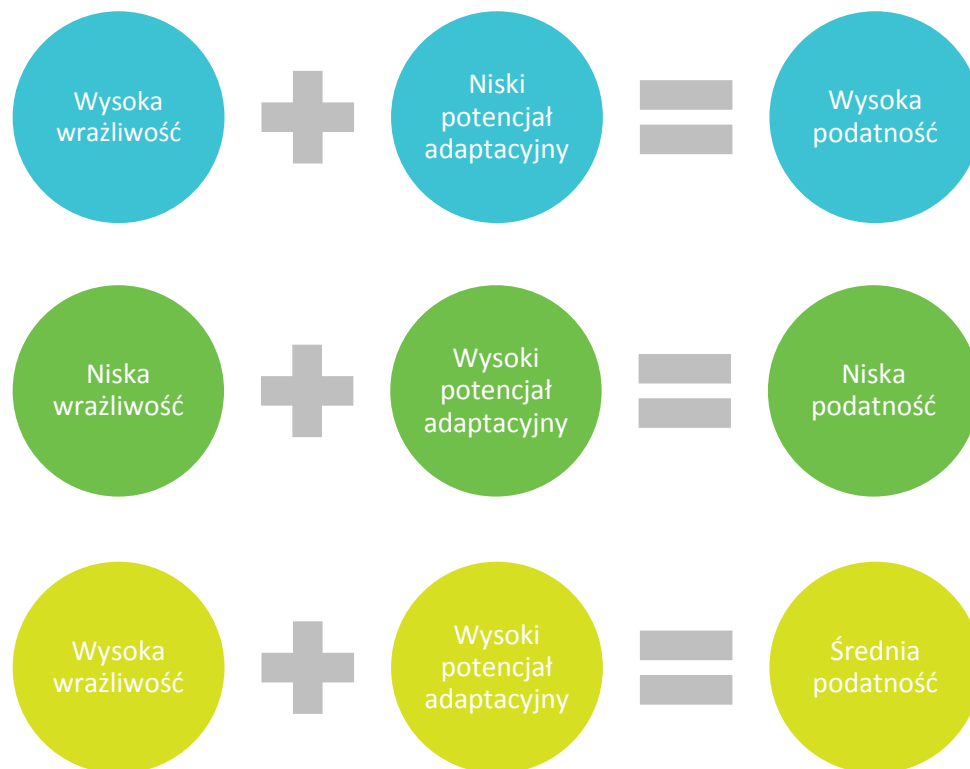 Wysoka
wrażliwość
Niski
potencjał
adaptacyjny
Wysoka
podatność
Niska
wrażliwość
Wysoki
potencjał
adaptacyjny
Niska
podatność
Wysoka
wrażliwość
Wysoki
potencjał
adaptacyjny
Średnia
podatność